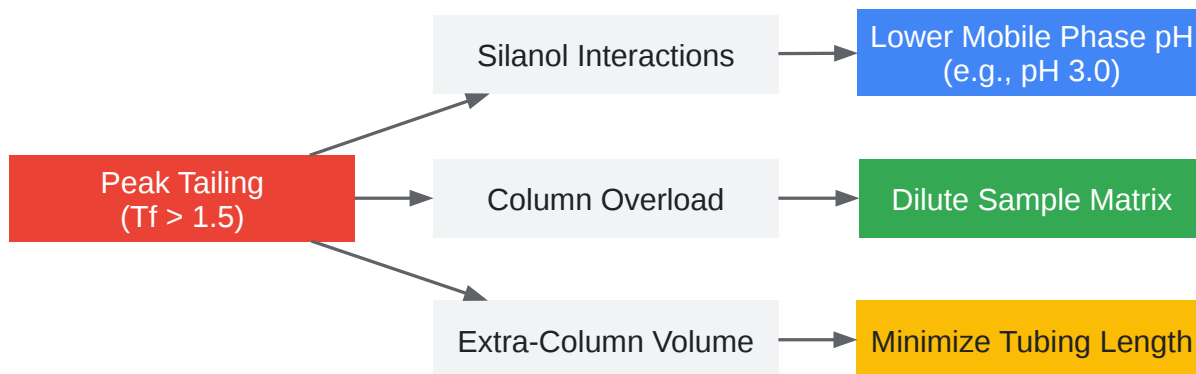 Peak Tailing
(Tf > 1.5)
Silanol Interactions
Lower Mobile Phase pH
(e.g., pH 3.0)
Column Overload
Dilute Sample Matrix
Extra-Column Volume
Minimize Tubing Length